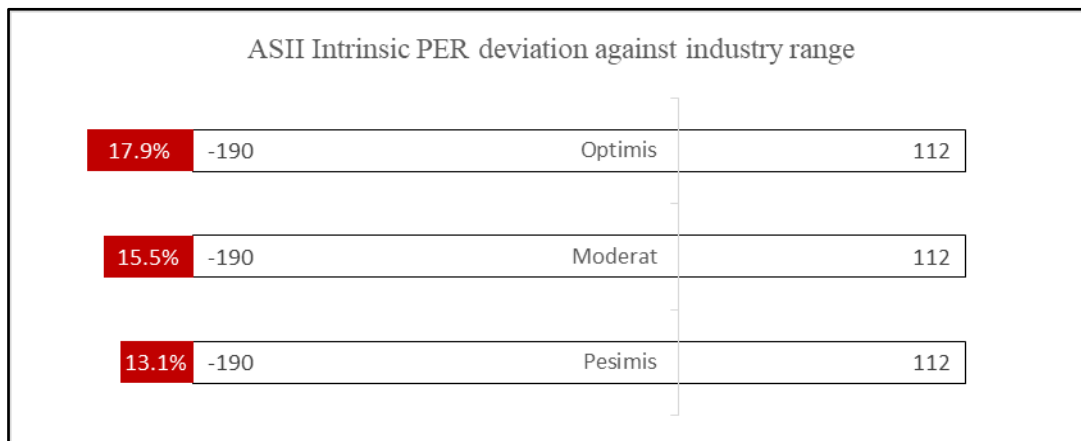 ASII Intrinsic PER deviation against industry range
17.9% -190 Optimis 112
15.5% -190 Moderat 112
13.1% -190 Pesimis 112